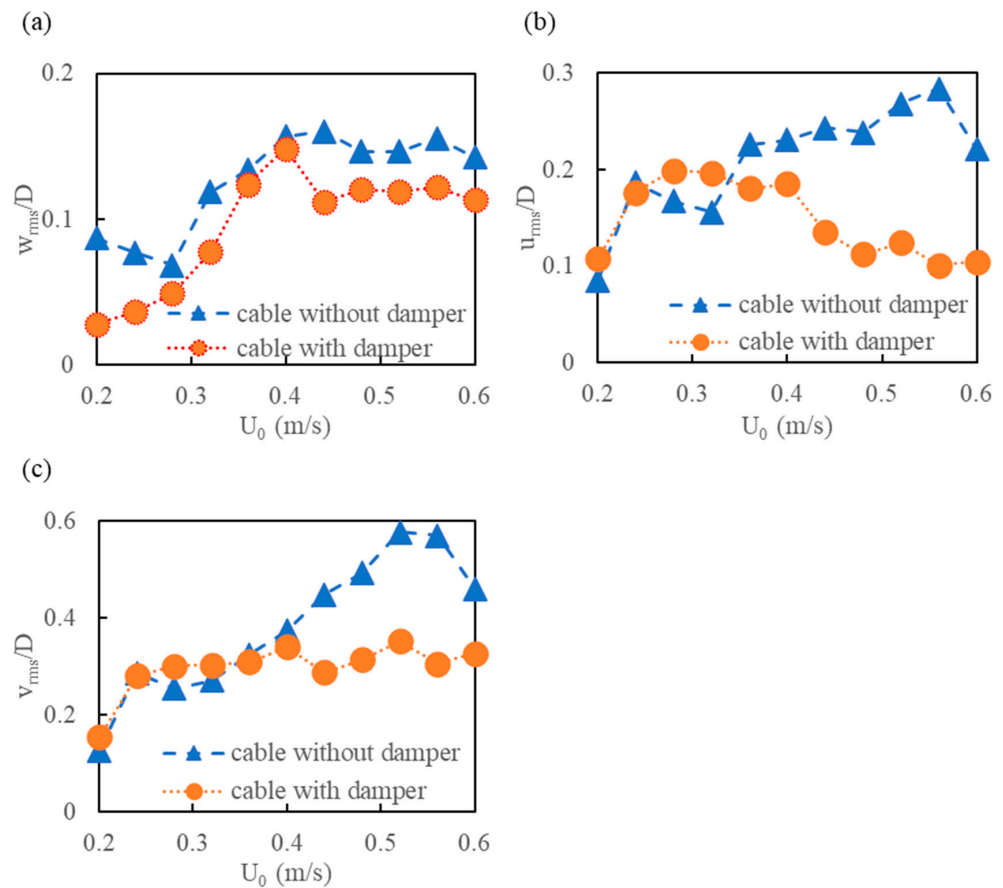 (a)
0.2
0.1
0
w_rms/D
cable without damper
cable with damper
0.2 0.3 0.4 0.5 0.6
U_0 (m/s)
(b)
0.3
0.2
0.1
0
u_rms/D
cable without damper
cable with damper
0.2 0.3 0.4 0.5 0.6
U_0 (m/s)
(c)
0.6
0.4
0.2
0
v_rms/D
cable without damper
cable with damper
0.2 0.3 0.4 0.5 0.6
U_0 (m/s)